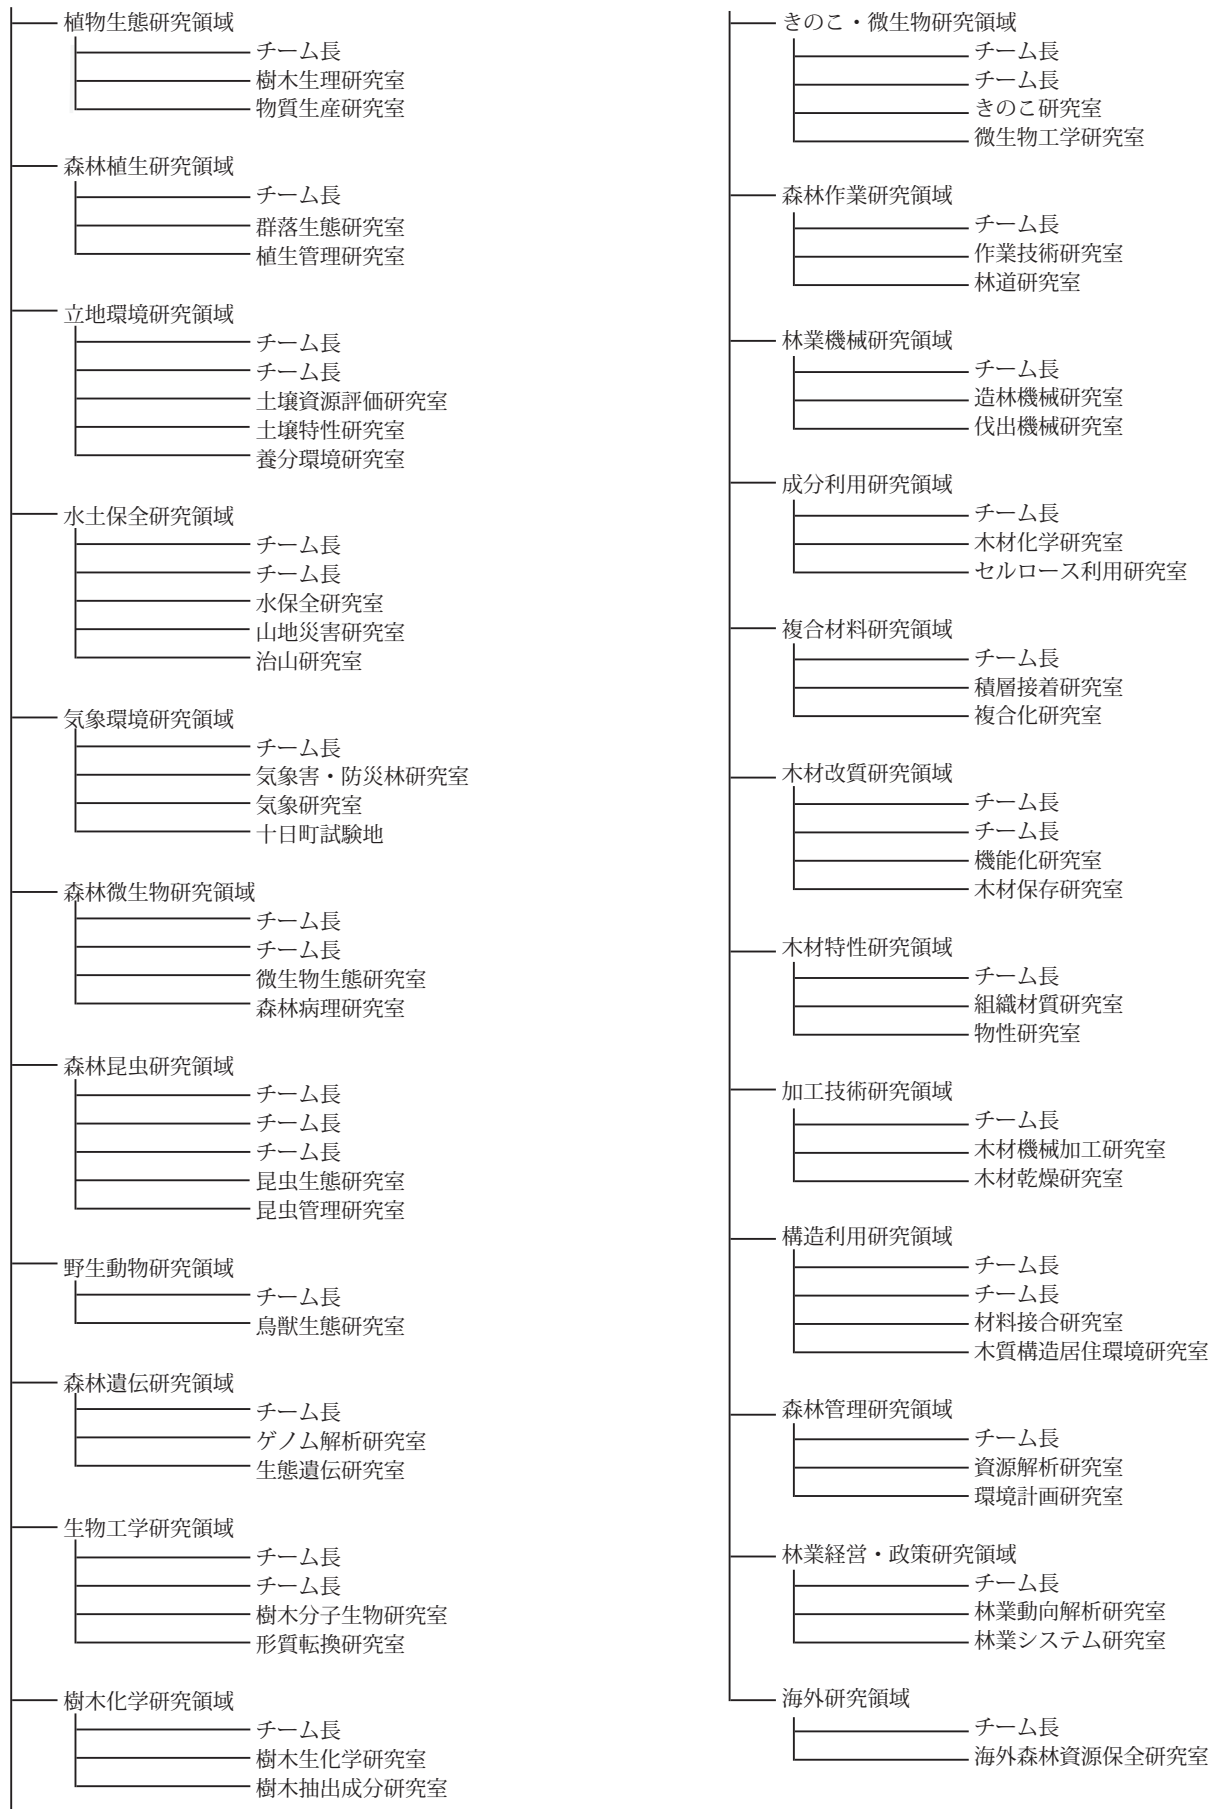 植物生態研究領域
チーム長
樹木生理研究室
物質生産研究室
森林植生研究領域
チーム長
群落生態研究室
植生管理研究室
立地環境研究領域
チーム長
チーム長
土壌資源評価研究室
土壌特性研究室
養分環境研究室
水土保全研究領域
チーム長
チーム長
水保全研究室
山地災害研究室
治山研究室
気象環境研究領域
チーム長
気象害・防災林研究室
気象研究室
十日町試験地
森林微生物研究領域
チーム長
チーム長
微生物生態研究室
森林病理研究室
森林昆虫研究領域
チーム長
チーム長
チーム長
昆虫生態研究室
昆虫管理研究室
野生動物研究領域
チーム長
鳥獣生態研究室
森林遺伝研究領域
チーム長
ゲノム解析研究室
生態遺伝研究室
生物工学研究領域
チーム長
チーム長
樹木分子生物研究室
形質転換研究室
樹木化学研究領域
チーム長
樹木生化学研究室
樹木抽出成分研究室
きのこ・微生物研究領域
チーム長
チーム長
きのこ研究室
微生物工学研究室
森林作業研究領域
チーム長
作業技術研究室
林道研究室
林業機械研究領域
チーム長
造林機械研究室
伐出機械研究室
成分利用研究領域
チーム長
木材化学研究室
セルロース利用研究室
複合材料研究領域
チーム長
積層接着研究室
複合化研究室
木材改質研究領域
チーム長
チーム長
機能化研究室
木材保存研究室
木材特性研究領域
チーム長
組織材質研究室
物性研究室
加工技術研究領域
チーム長
木材機械加工研究室
木材乾燥研究室
構造利用研究領域
チーム長
チーム長
材料接合研究室
木質構造居住環境研究室
森林管理研究領域
チーム長
資源解析研究室
環境計画研究室
林業経営・政策研究領域
チーム長
林業動向解析研究室
林業システム研究室
海外研究領域
チーム長
海外森林資源保全研究室